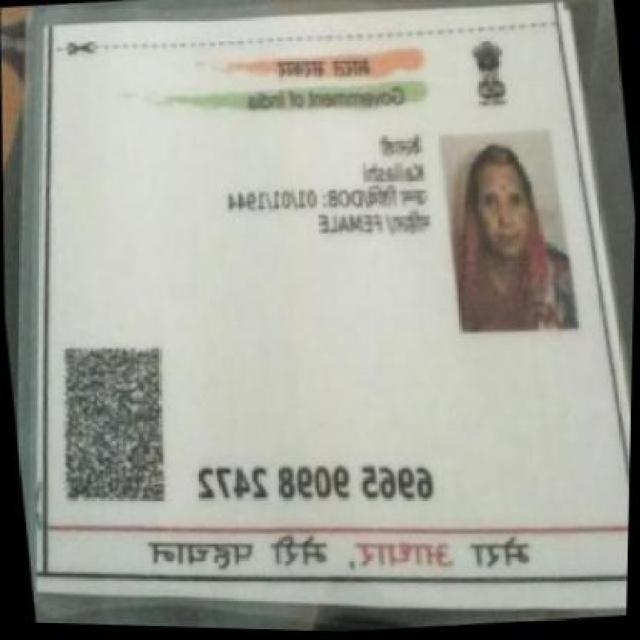 भारत सरकार
Government of India
कैलाशी
Kailashi
जन्म तिथि/DOB: 01/01/1944
महिला/ FEMALE
6965 9098 2472
मेरा आधार, मेरी पहचान